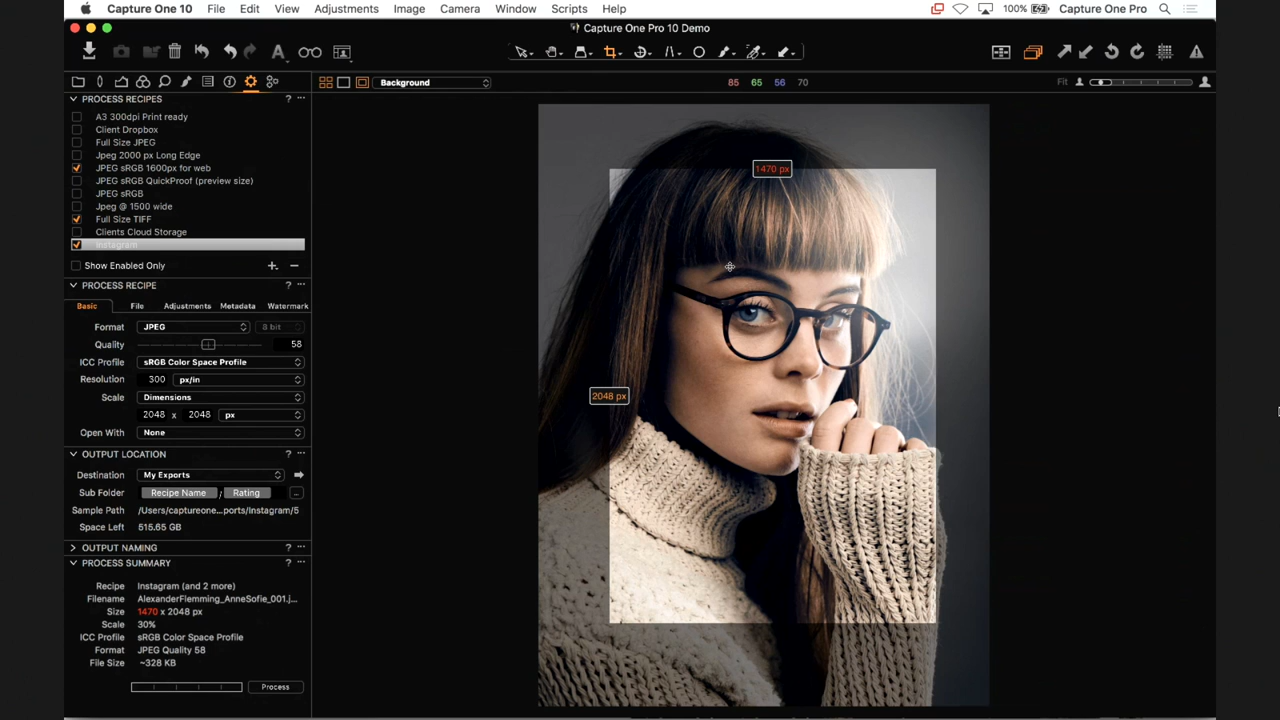 Capture One 10 File Edit View Adjustments Image Camera Window Scripts Help 100% Capture One Pro
Capture One Pro 10 Demo
Background 85 65 56 70 Fit
PROCESS RECIPES ?
A3 300dpi Print ready
Client Dropbox
Full Size JPEG
Jpeg 2000 px Long Edge
JPEG sRGB 1600px for web
JPEG sRGB QuickProof (preview size)
JPEG sRGB
Jpeg @ 1500 wide
Full Size TIFF
Clients Cloud Storage
Instagram
Show Enabled Only
PROCESS RECIPE ?
Basic File Adjustments Metadata Watermark
Format JPEG 8 bit
Quality 58
ICC Profile sRGB Color Space Profile
Resolution 300 px/in
Scale Dimensions
2048 x 2048 px
Open With None
OUTPUT LOCATION ?
Destination My Exports
Sub Folder Recipe Name / Rating ...
Sample Path /Users/captureone...ports/Instagram/5
Space Left 515.65 GB
OUTPUT NAMING ?
PROCESS SUMMARY ?
Recipe Instagram (and 2 more)
Filename AlexanderFlemming_AnneSofie_001.j...
Size 1470 x 2048 px
Scale 30%
ICC Profile sRGB Color Space Profile
Format JPEG Quality 58
File Size ~328 KB
Process
1470 px
2048 px